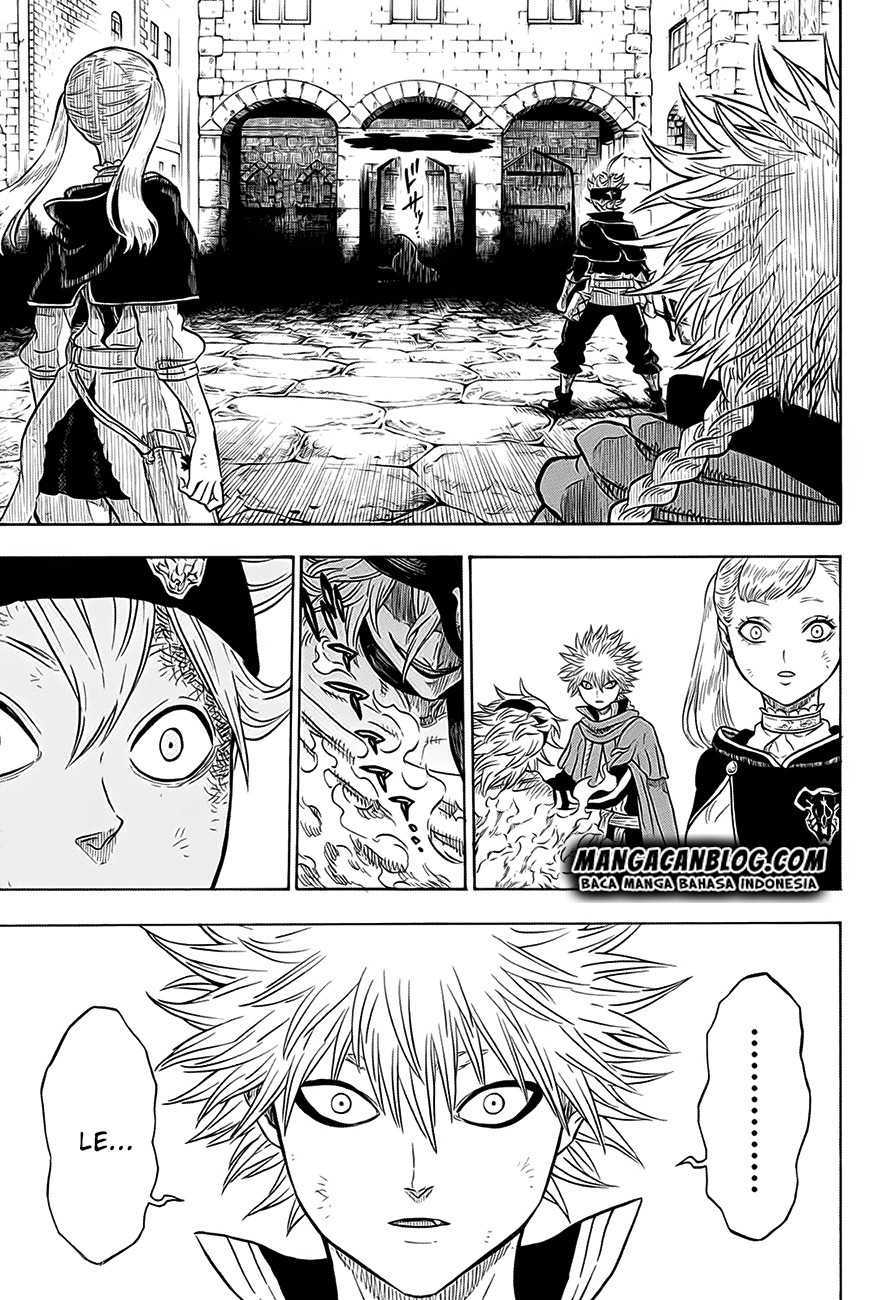 ドサッ…
MANGACANBLOG.COM
BACA MANGA BAHASA INDONESIA
…………
LE...